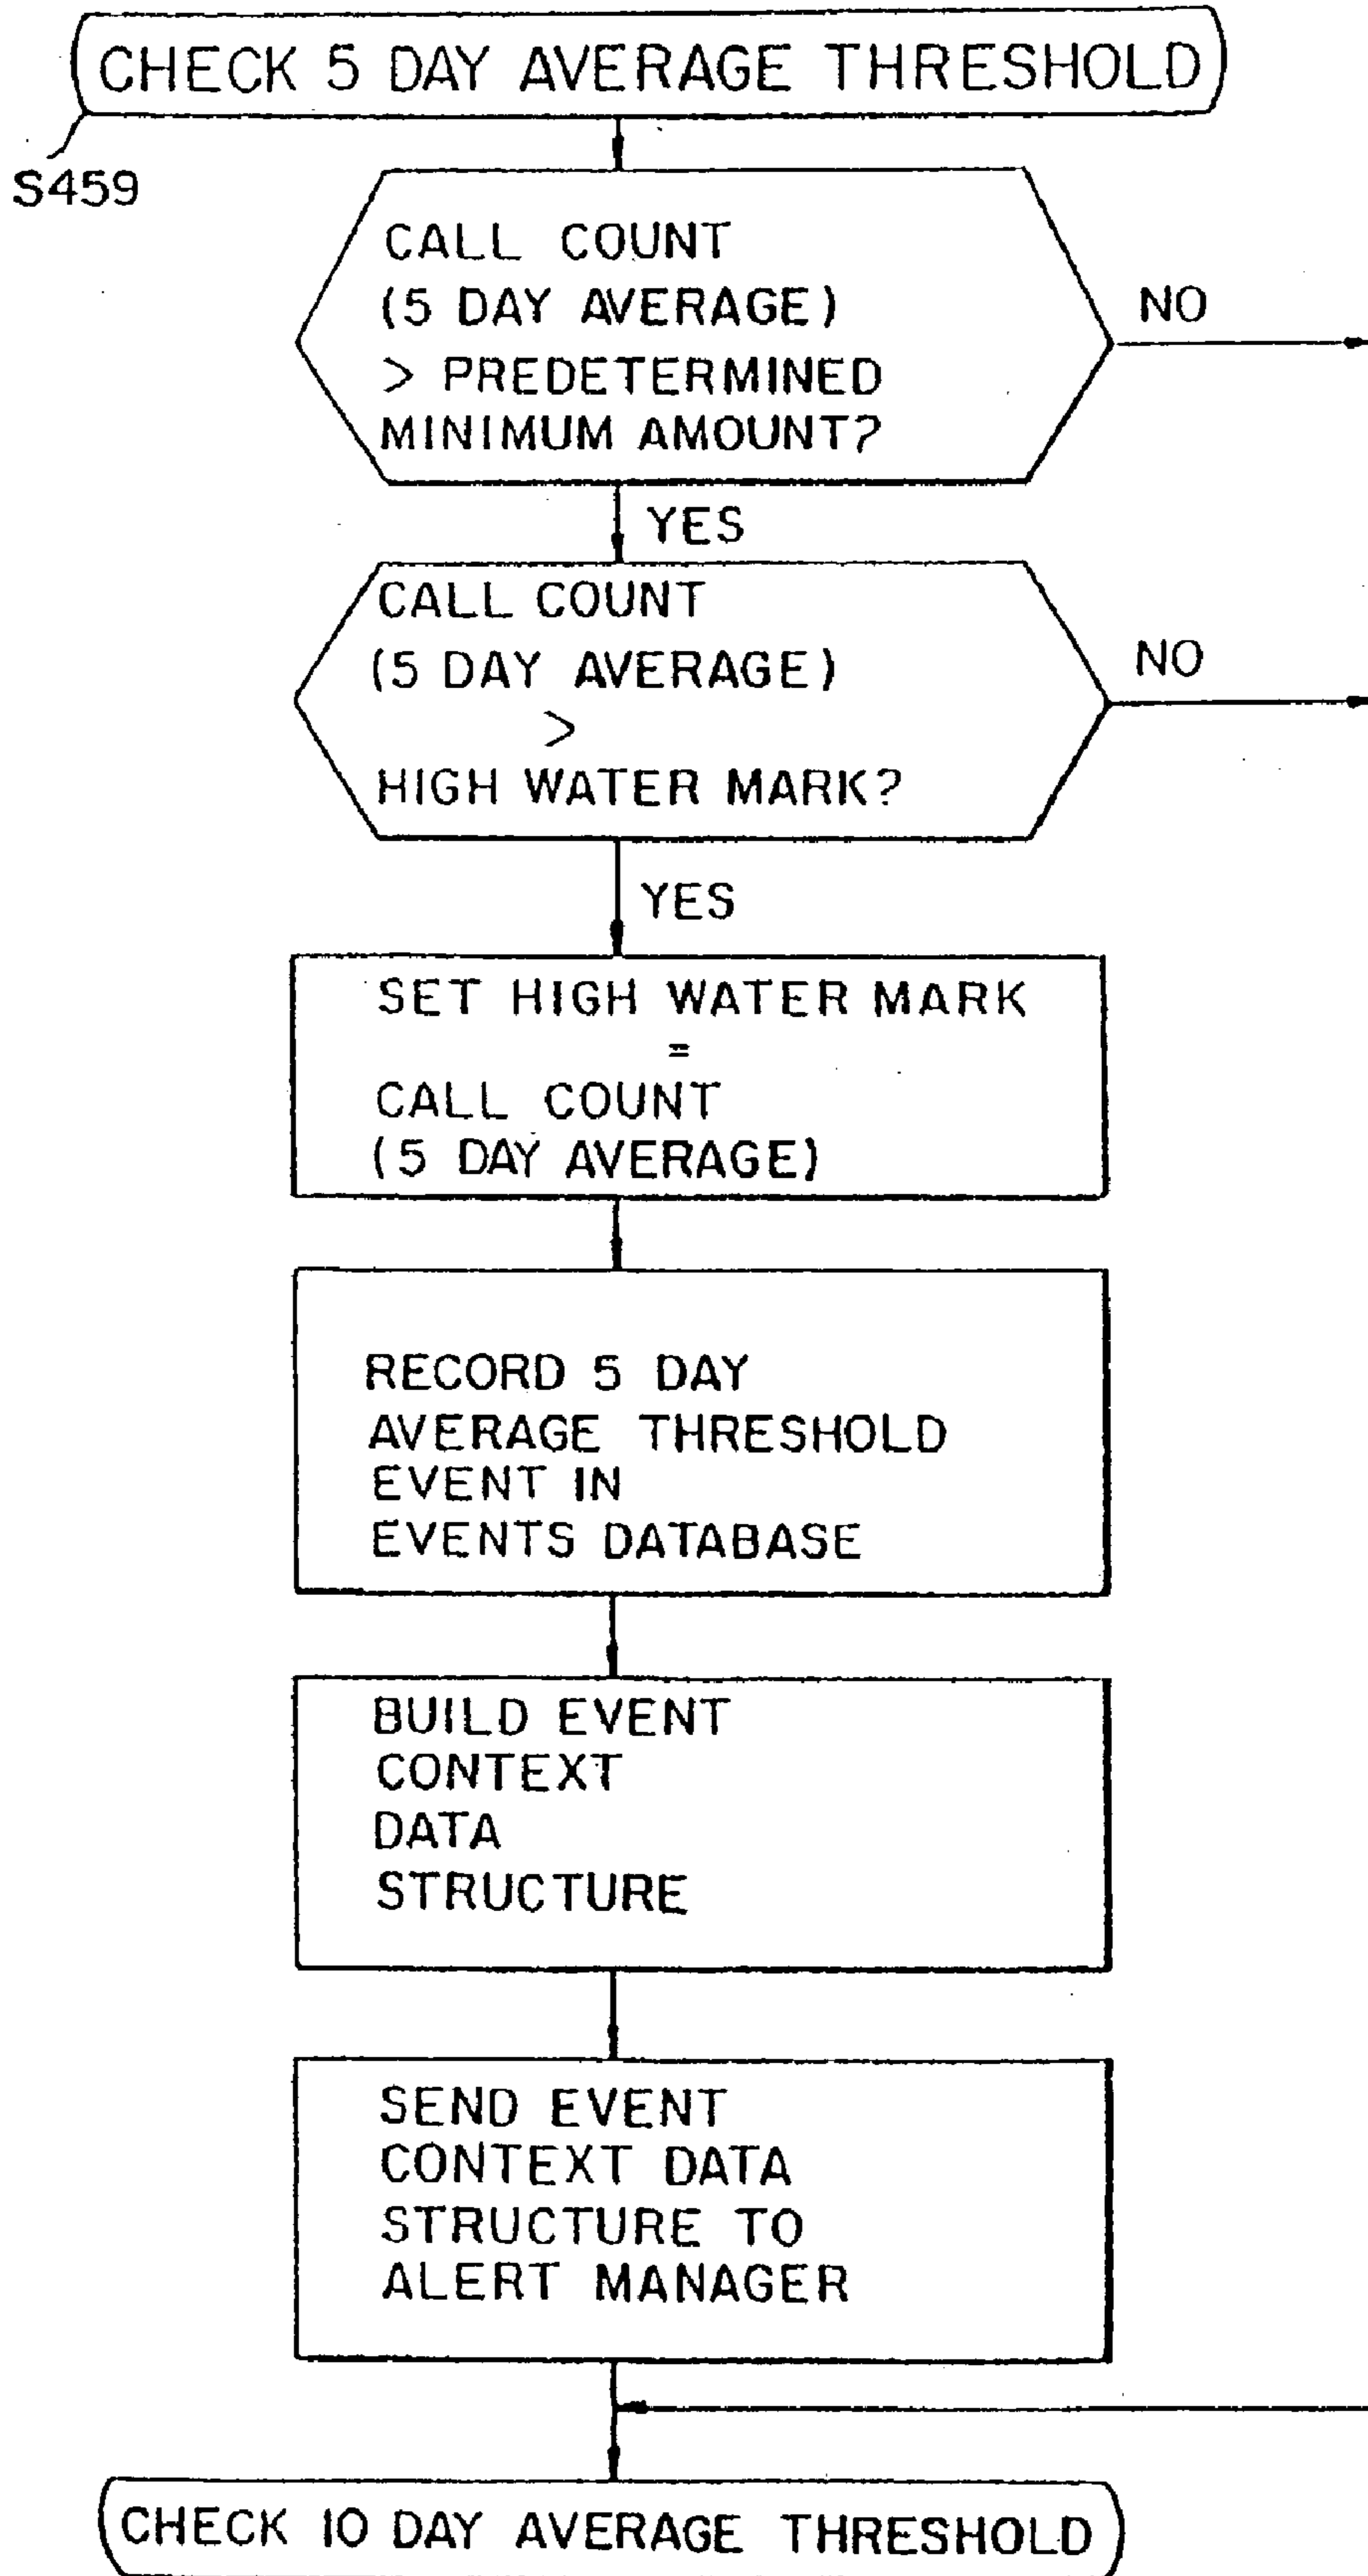 CHECK 5 DAY AVERAGE THRESHOLD
S459
CALL COUNT
(5 DAY AVERAGE)
> PREDETERMINED
MINIMUM AMOUNT?
NO
YES
CALL COUNT
(5 DAY AVERAGE)
>
HIGH WATER MARK?
NO
YES
SET HIGH WATER MARK
=
CALL COUNT
(5 DAY AVERAGE)
RECORD 5 DAY
AVERAGE THRESHOLD
EVENT IN
EVENTS DATABASE
BUILD EVENT
CONTEXT
DATA
STRUCTURE
SEND EVENT
CONTEXT DATA
STRUCTURE TO
ALERT MANAGER
CHECK 10 DAY AVERAGE THRESHOLD